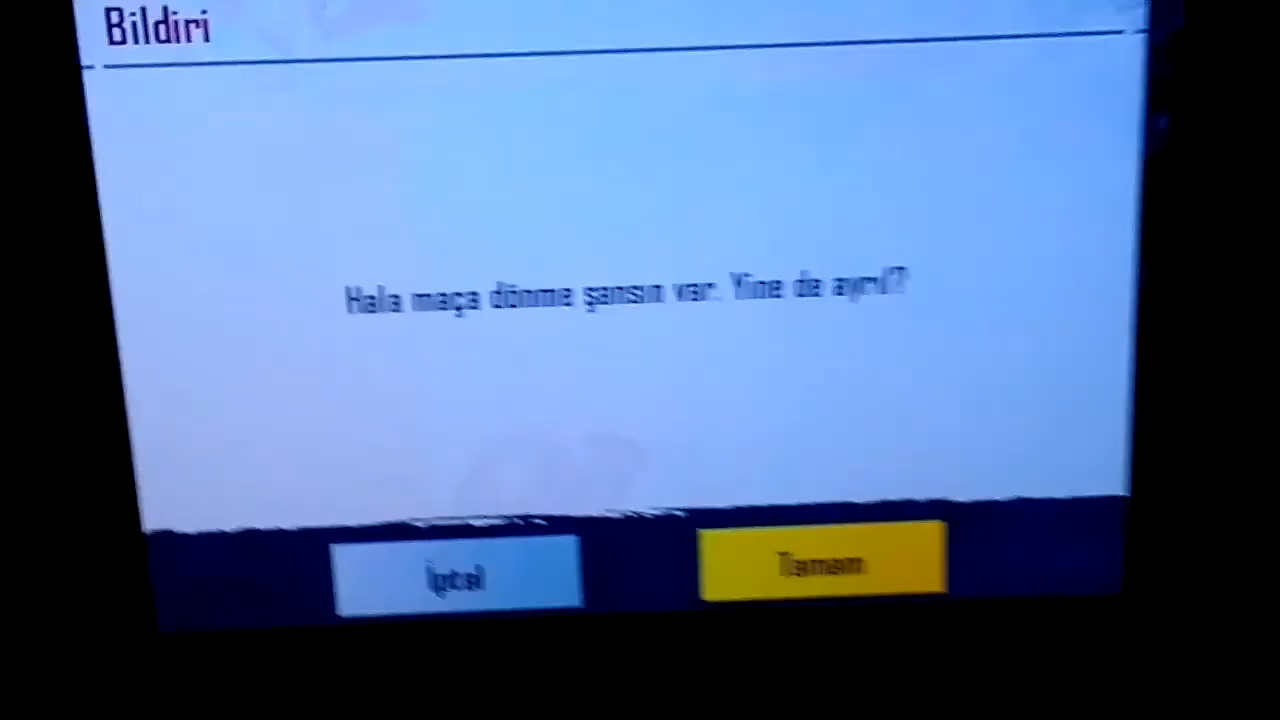 Bildiri
Hala maça dönme şansın var. Yine de ayrıl?
İptal
Tamam